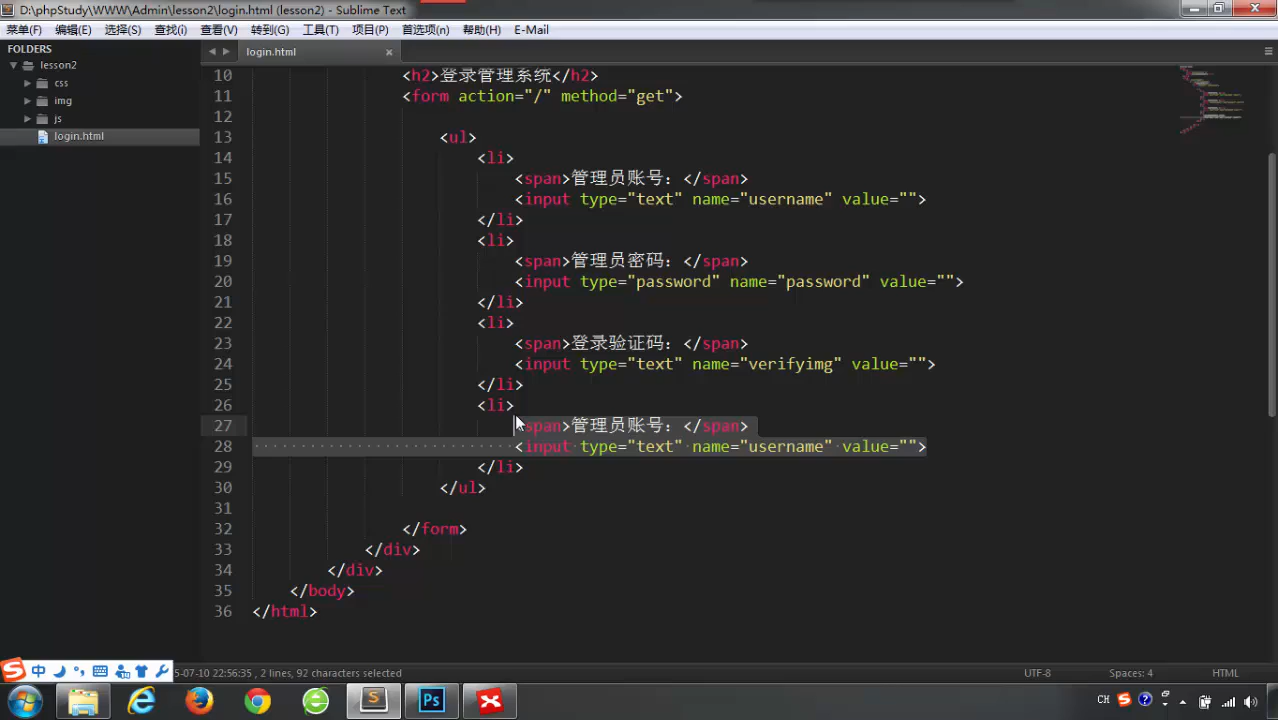 D:\phpStudy\WWW\Admin\lesson2\login.html (lesson2) - Sublime Text
菜单(F) 编辑(E) 选择(S) 查找(i) 查看(V) 转到(G) 工具(T) 项目(P) 首选项(n) 帮助(H) E-Mail
FOLDERS
lesson2
css
img
js
login.html
login.html
10 <h2>登录管理系统</h2>
11 <form action="/" method="get">
12
13 <ul>
14 <li>
15 <span>管理员账号：</span>
16 <input type="text" name="username" value="">
17 </li>
18 <li>
19 <span>管理员密码：</span>
20 <input type="password" name="password" value="">
21 </li>
22 <li>
23 <span>登录验证码：</span>
24 <input type="text" name="verifyimg" value="">
25 </li>
26 <li>
27 <span>管理员账号：</span>
28 <input type="text" name="username" value="">
29 </li>
30 </ul>
31
32 </form>
33 </div>
34 </div>
35 </body>
36 </html>
中 5-07-10 22:56:35 , 2 lines, 92 characters selected UTF-8 Spaces: 4 HTML
Ps CH